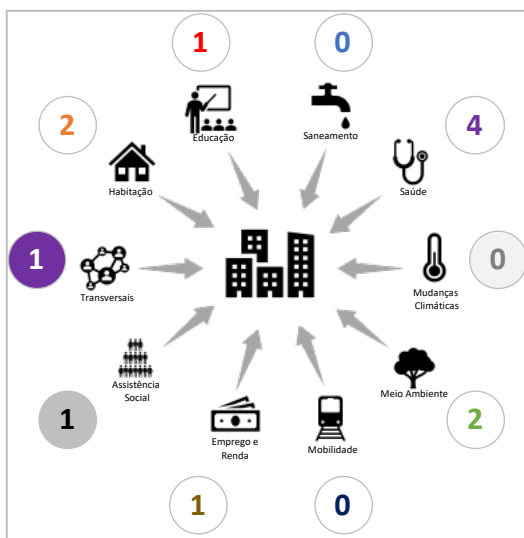 1
0
Educação
Saneamento
2
4
Habitação
Saúde
1
0
Transversais
Mudanças
Climáticas
Assistência
Social
Meio Ambiente
1
2
Emprego e
Renda
Mobilidade
1
0